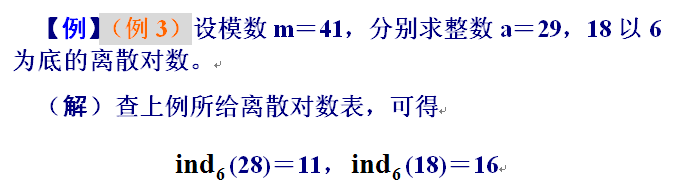 【例】（例 3）设模数 m＝41，分别求整数 a＝29，18 以 6
为底的离散对数。
（解）查上例所给离散对数表，可得
ind₆(28)＝11，ind₆(18)＝16